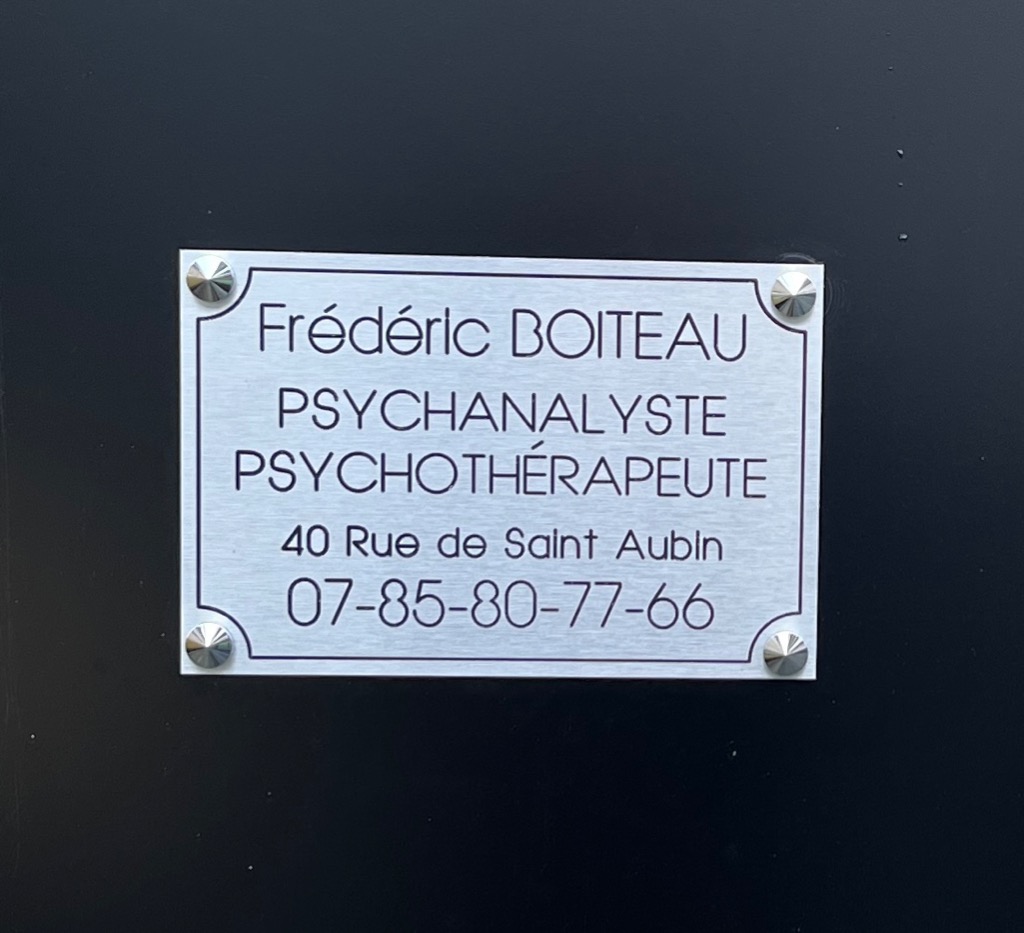 Frédéric BOITEAU
PSYCHANALYSTE
PSYCHOTHÉRAPEUTE
40 Rue de Saint Aubin
07-85-80-77-66